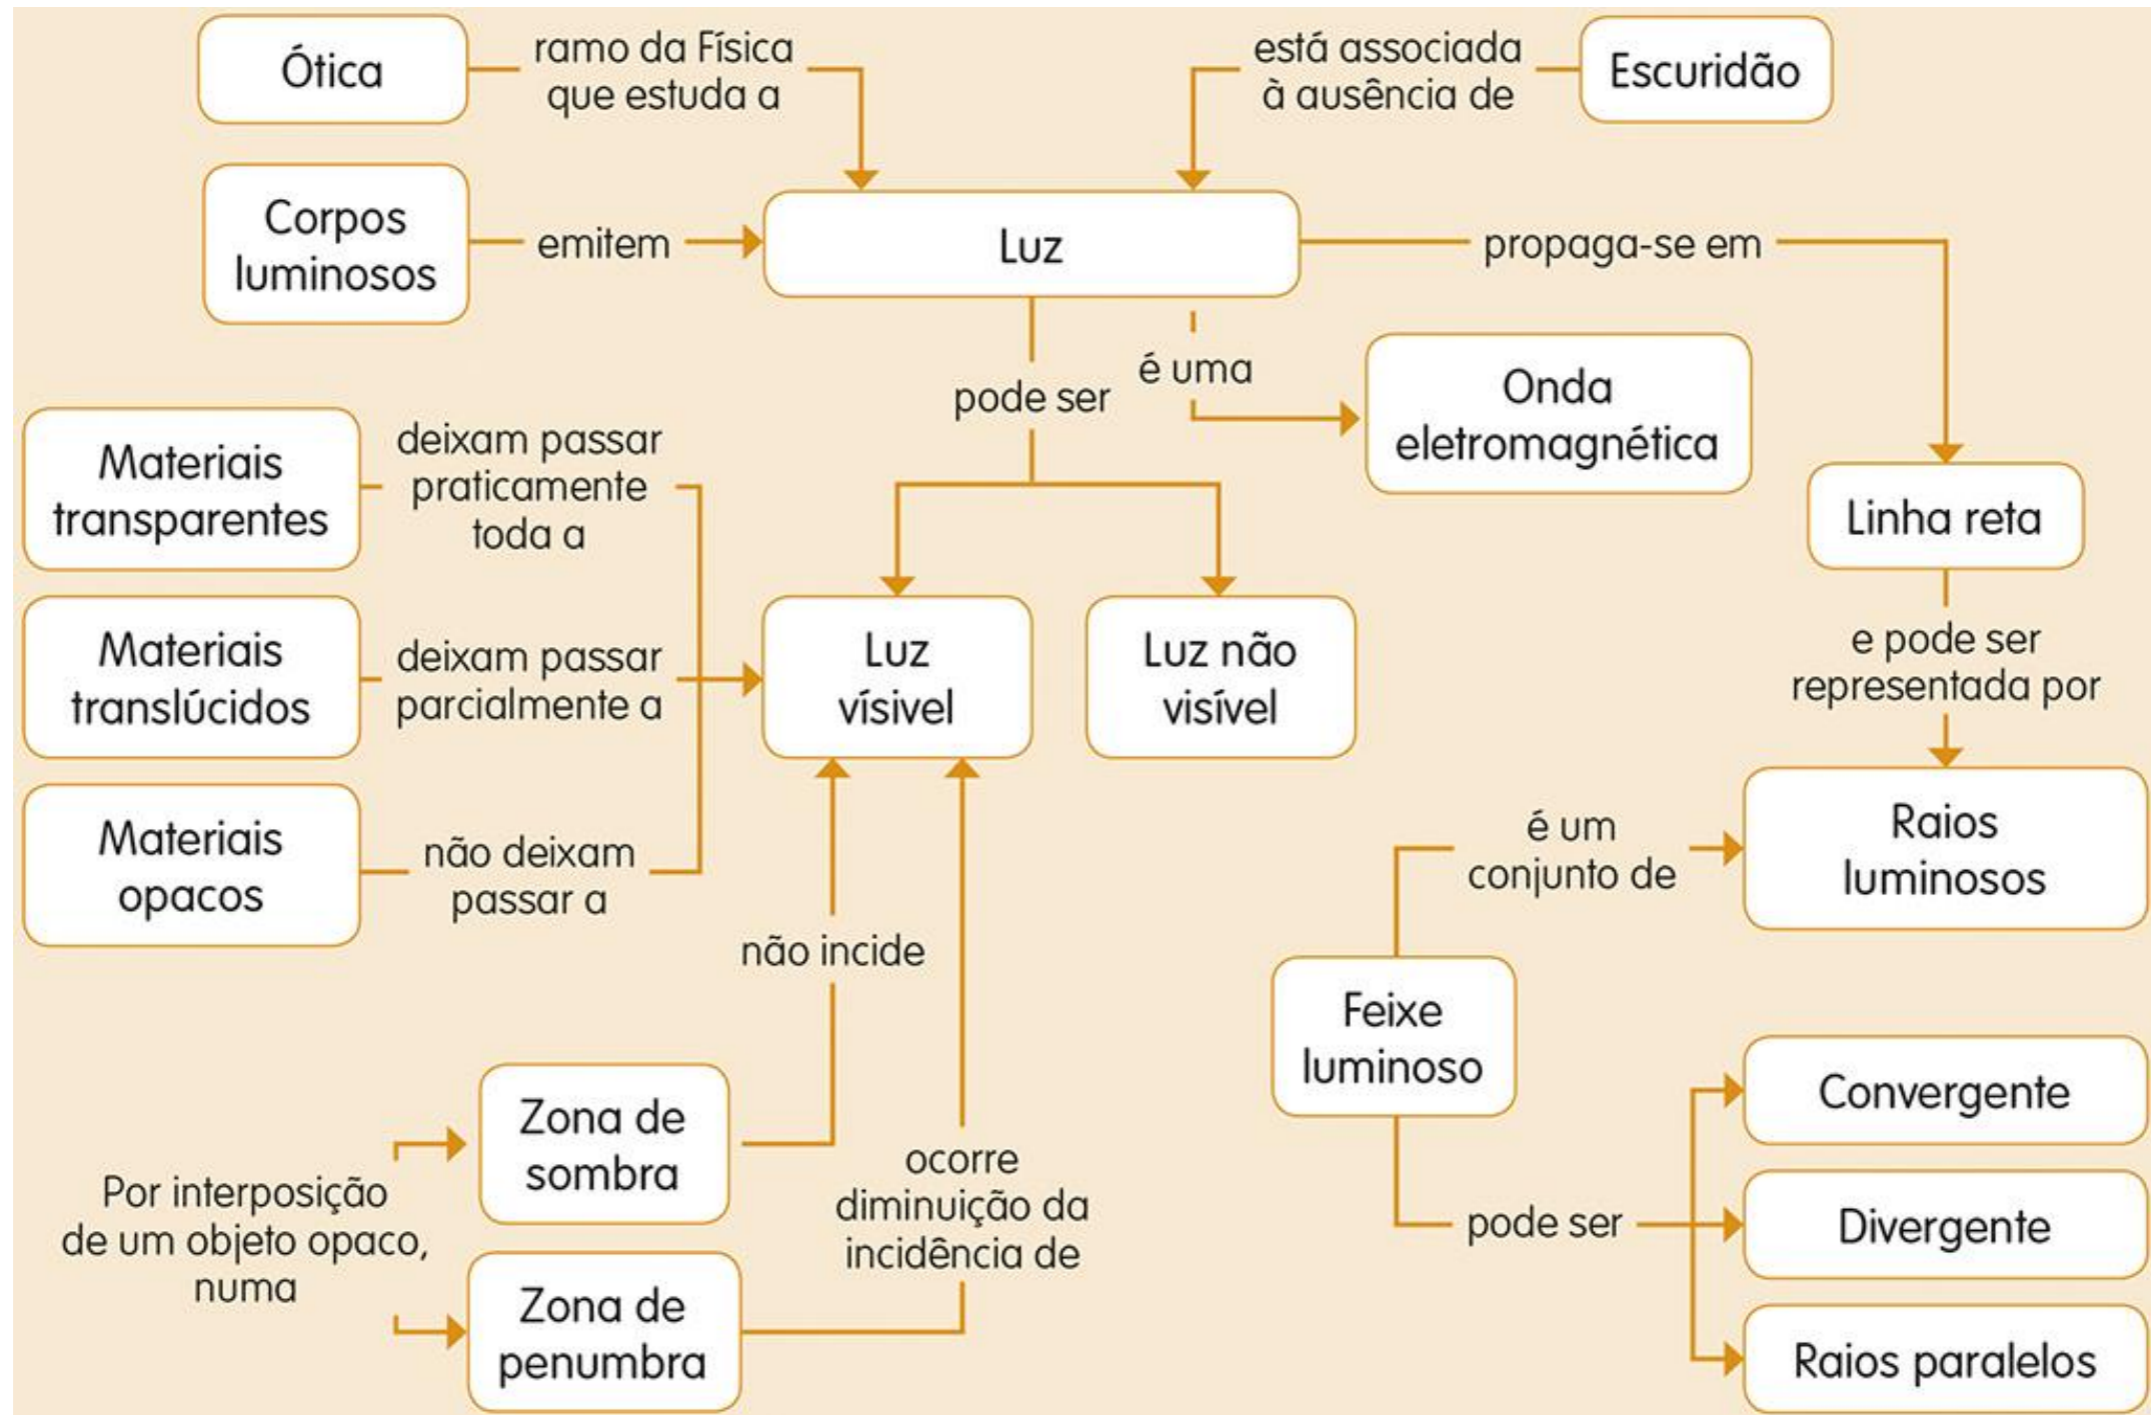 Ótica
ramo da Física
que estuda a
está associada
à ausência de
Escuridão
Corpos
luminosos
emitem
Luz
propaga-se em
pode ser
é uma
Onda
eletromagnética
Linha reta
Materiais
transparentes
deixam passar
praticamente
toda a
Materiais
translúcidos
deixam passar
parcialmente a
Materiais
opacos
não deixam
passar a
Luz
vísivel
Luz não
visível
e pode ser
representada por
Raios
luminosos
é um
conjunto de
Feixe
luminoso
pode ser
Convergente
Divergente
Raios paralelos
não incide
Por interposição
de um objeto opaco,
numa
Zona de
sombra
Zona de
penumbra
ocorre
diminuição da
incidência de